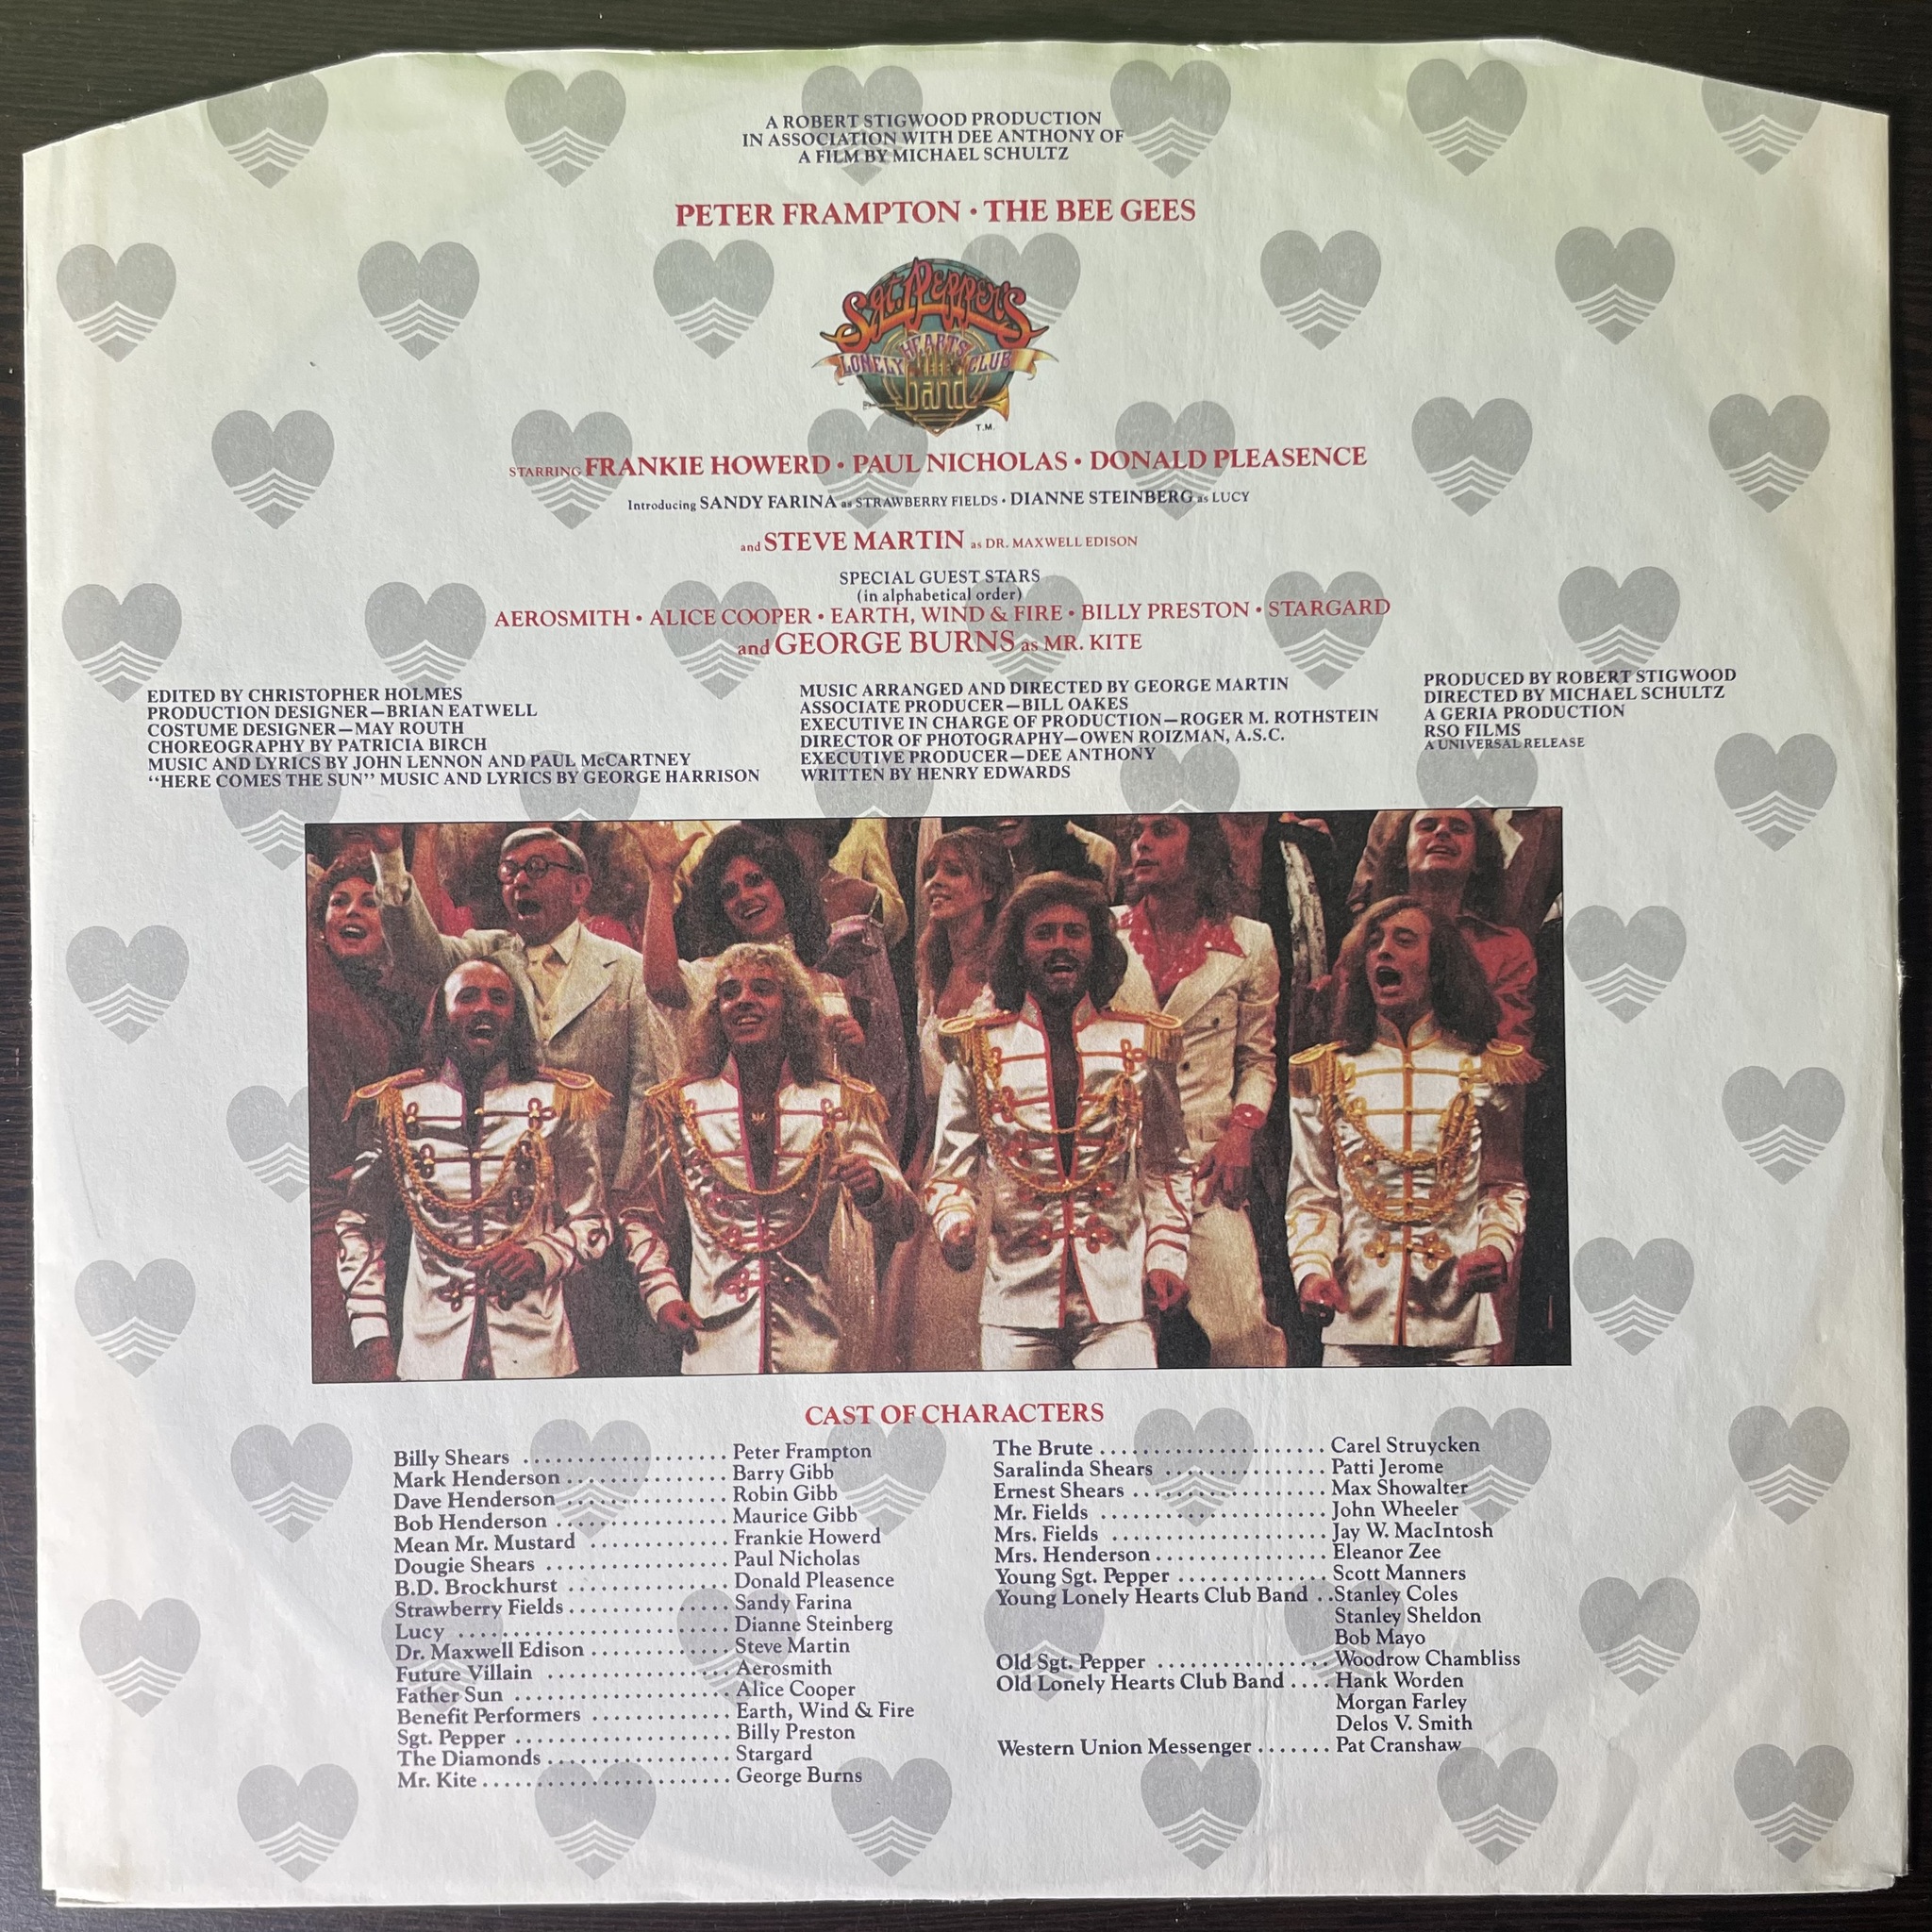 A ROBERT STIGWOOD PRODUCTION
IN ASSOCIATION WITH DEE ANTHONY OF
A FILM BY MICHAEL SCHULTZ
PETER FRAMPTON • THE BEE GEES
Sgt. Pepper's
LONELY HEARTS CLUB
band
T.M.
STARRING FRANKIE HOWERD • PAUL NICHOLAS • DONALD PLEASENCE
Introducing SANDY FARINA as STRAWBERRY FIELDS • DIANNE STEINBERG as LUCY
and STEVE MARTIN as DR. MAXWELL EDISON
SPECIAL GUEST STARS
(in alphabetical order)
AEROSMITH • ALICE COOPER • EARTH, WIND & FIRE • BILLY PRESTON • STARGARD
and GEORGE BURNS as MR. KITE
EDITED BY CHRISTOPHER HOLMES
PRODUCTION DESIGNER—BRIAN EATWELL
COSTUME DESIGNER—MAY ROUTH
CHOREOGRAPHY BY PATRICIA BIRCH
MUSIC AND LYRICS BY JOHN LENNON AND PAUL McCARTNEY
“HERE COMES THE SUN” MUSIC AND LYRICS BY GEORGE HARRISON
MUSIC ARRANGED AND DIRECTED BY GEORGE MARTIN
ASSOCIATE PRODUCER—BILL OAKES
EXECUTIVE IN CHARGE OF PRODUCTION—ROGER M. ROTHSTEIN
DIRECTOR OF PHOTOGRAPHY—OWEN ROIZMAN, A.S.C.
EXECUTIVE PRODUCER—DEE ANTHONY
WRITTEN BY HENRY EDWARDS
PRODUCED BY ROBERT STIGWOOD
DIRECTED BY MICHAEL SCHULTZ
A GERIA PRODUCTION
RSO FILMS
A UNIVERSAL RELEASE
CAST OF CHARACTERS
Billy Shears ................... Peter Frampton
Mark Henderson ............... Barry Gibb
Dave Henderson ............... Robin Gibb
Bob Henderson ................ Maurice Gibb
Mean Mr. Mustard ............. Frankie Howerd
Dougie Shears ................. Paul Nicholas
B.D. Brockhurst ............... Donald Pleasence
Strawberry Fields ............... Sandy Farina
Lucy ......................... Dianne Steinberg
Dr. Maxwell Edison ............. Steve Martin
Future Villain .................. Aerosmith
Father Sun .................... Alice Cooper
Benefit Performers ............. Earth, Wind & Fire
Sgt. Pepper .................... Billy Preston
The Diamonds ................. Stargard
Mr. Kite ....................... George Burns
The Brute ..................... Carel Struycken
Saralinda Shears ............... Patti Jerome
Ernest Shears .................. Max Showalter
Mr. Fields ..................... John Wheeler
Mrs. Fields .................... Jay W. MacIntosh
Mrs. Henderson ................ Eleanor Zee
Young Sgt. Pepper .............. Scott Manners
Young Lonely Hearts Club Band .. Stanley Coles
Stanley Sheldon
Bob Mayo
Old Sgt. Pepper ................ Woodrow Chambliss
Old Lonely Hearts Club Band .... Hank Worden
Morgan Farley
Delos V. Smith
Western Union Messenger ....... Pat Cranshaw